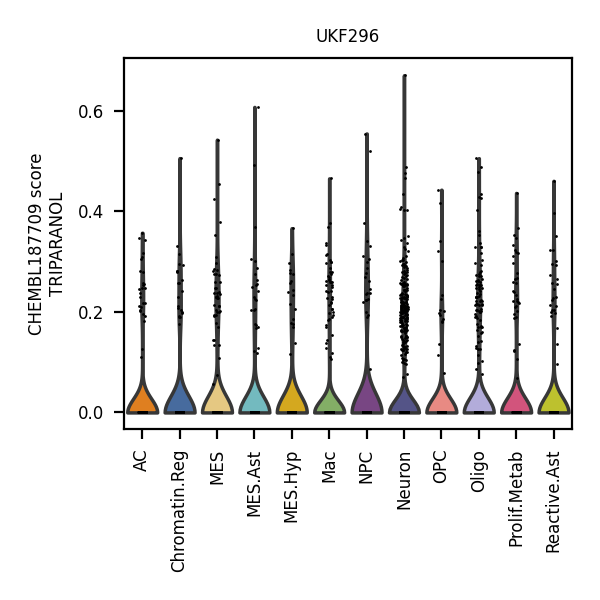 UKF296
CHEMBL187709 score
TRIPARANOL
0.6
0.4
0.2
0.0
AC
Chromatin.Reg
MES
MES.Ast
MES.Hyp
Mac
NPC
Neuron
OPC
Oligo
Prolif.Metab
Reactive.Ast